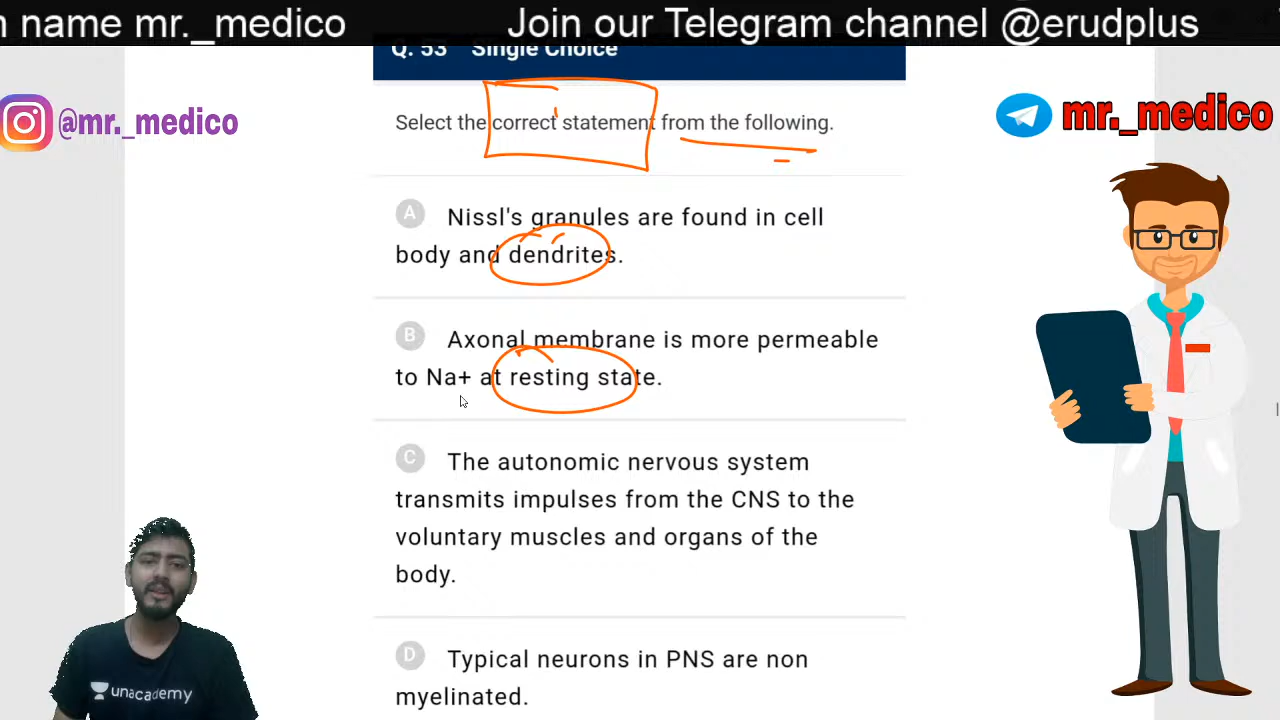 n name mr._medico
Join our Telegram channel @erudplus
Q. 53 Single Choice
@mr._medico
mr._medico
Select the correct statement from the following.
A Nissl's granules are found in cell
body and dendrites.
B Axonal membrane is more permeable
to Na+ at resting state.
C The autonomic nervous system
transmits impulses from the CNS to the
voluntary muscles and organs of the
body.
D Typical neurons in PNS are non
myelinated.
unacademy